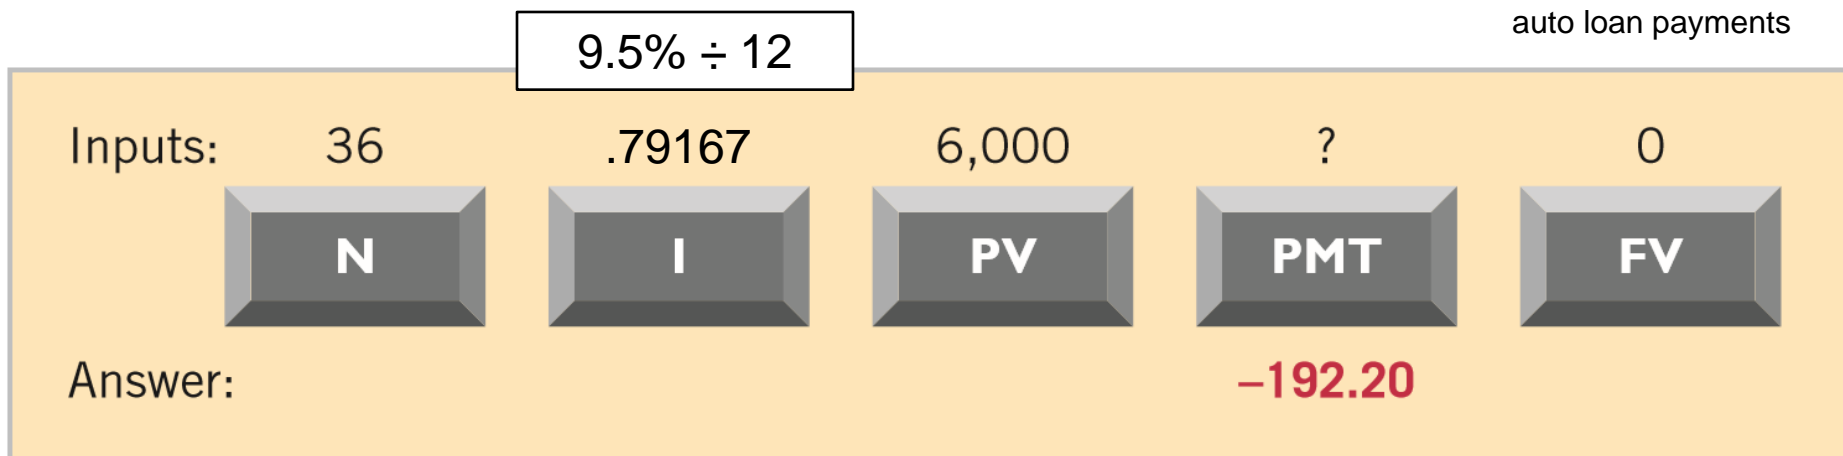 auto loan payments
9.5% ÷ 12
Inputs: 36 .79167 6,000 ? 0
N I PV PMT FV
Answer: –192.20